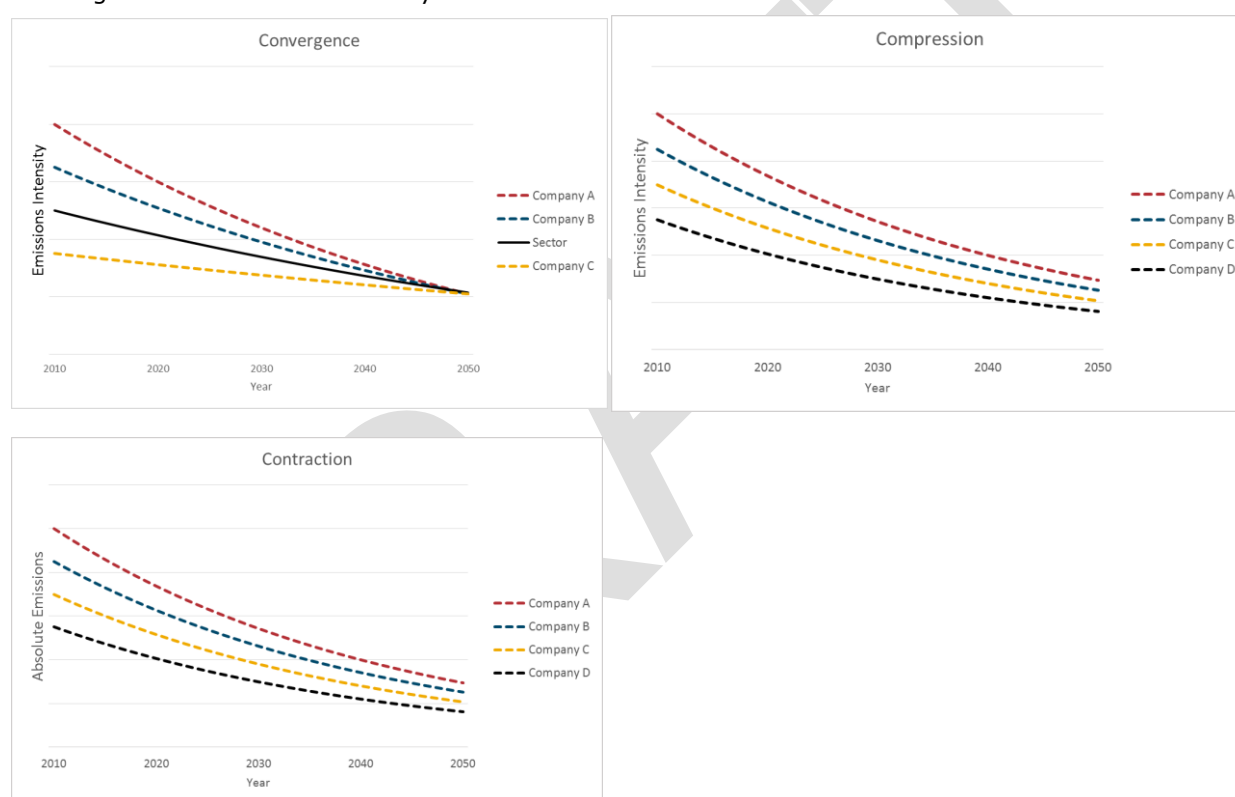 Convergence
Emissions Intensity
Company A
Company B
Sector
Company C
2010 2020 2030 2040 2050
Year
Compression
Emissions Intensity
Company A
Company B
Company C
Company D
2010 2020 2030 2040 2050
Year
Contraction
Absolute Emissions
Company A
Company B
Company C
Company D
2010 2020 2030 2040 2050
Year